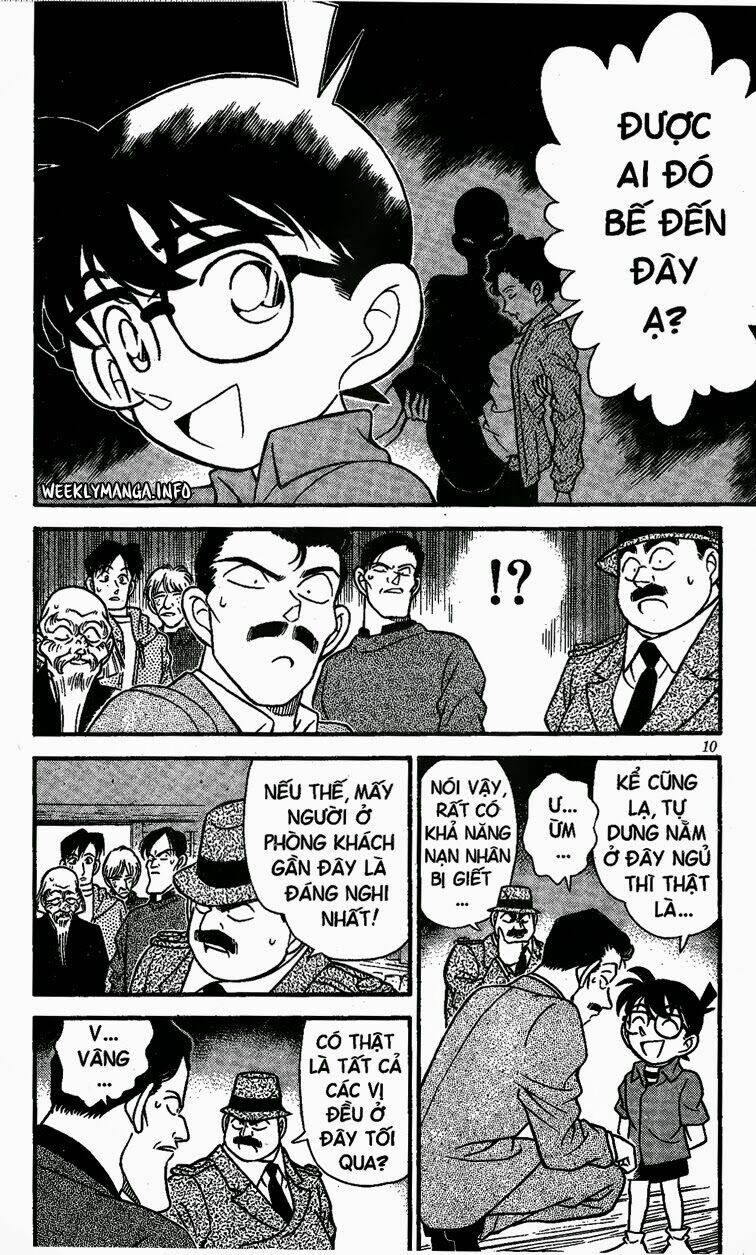 ĐƯỢC
AI ĐÓ
BẾ ĐẾN
ĐÂY
Ạ?
WEEKLYMANGA.INFO
!?
10
KỂ CŨNG
LẠ, TỰ
DƯNG NẰM
Ở ĐÂY NGỦ
THÌ THẬT
LÀ...
Ư...
ỪM
...
NÓI VẬY,
RẤT CÓ
KHẢ NĂNG
NẠN NHÂN
BỊ GIẾT
...
NẾU THẾ, MẤY
NGƯỜI Ở
PHÒNG KHÁCH
GẦN ĐÂY LÀ
ĐÁNG NGHI
NHẤT!
CÓ THẬT
LÀ TẤT CẢ
CÁC VỊ
ĐỀU Ở
ĐÂY TỐI
QUA?
V...
VÂNG
...